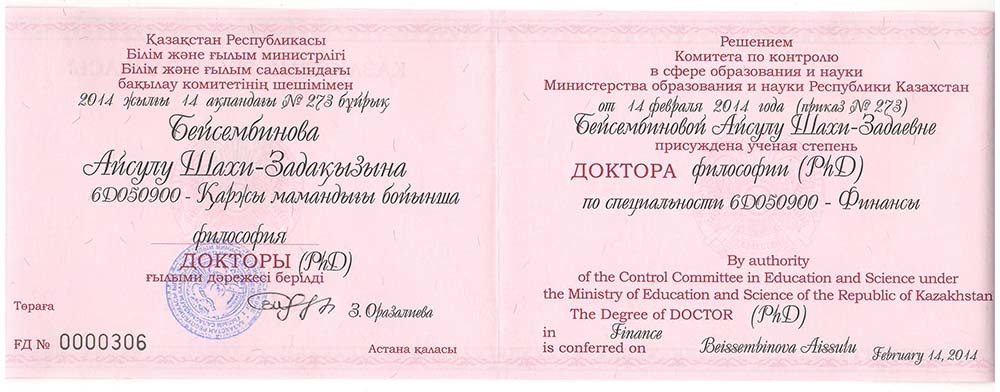 Қазақстан Республикасы
Білім және ғылым министрлігі
Білім және ғылым саласындағы
бақылау комитетінің шешімімен
2014 жылғы 14 ақпандағы № 273 бұйрық
Бейсембинова
Айсулу Шахи-Задақызына
6D050900 - Қаржы мамандығы бойынша
философия
ДОКТОРЫ (PhD)
ғылыми дәрежесі берілді
Төраға
З. Оразалиева
ҒД № 0000306
Астана қаласы
Решением
Комитета по контролю
в сфере образования и науки
Министерства образования и науки Республики Казахстан
от 14 февраля 2014 года (приказ № 273)
Бейсембиновой Айсулу Шахи-Задаевне
присуждена ученая степень
ДОКТОРА философии (PhD)
по специальности 6D050900 - Финансы
By authority
of the Control Committee in Education and Science under
the Ministry of Education and Science of the Republic of Kazakhstan
The Degree of DOCTOR (PhD)
in Finance
is conferred on Beissembinova Aissulu February 14, 2014